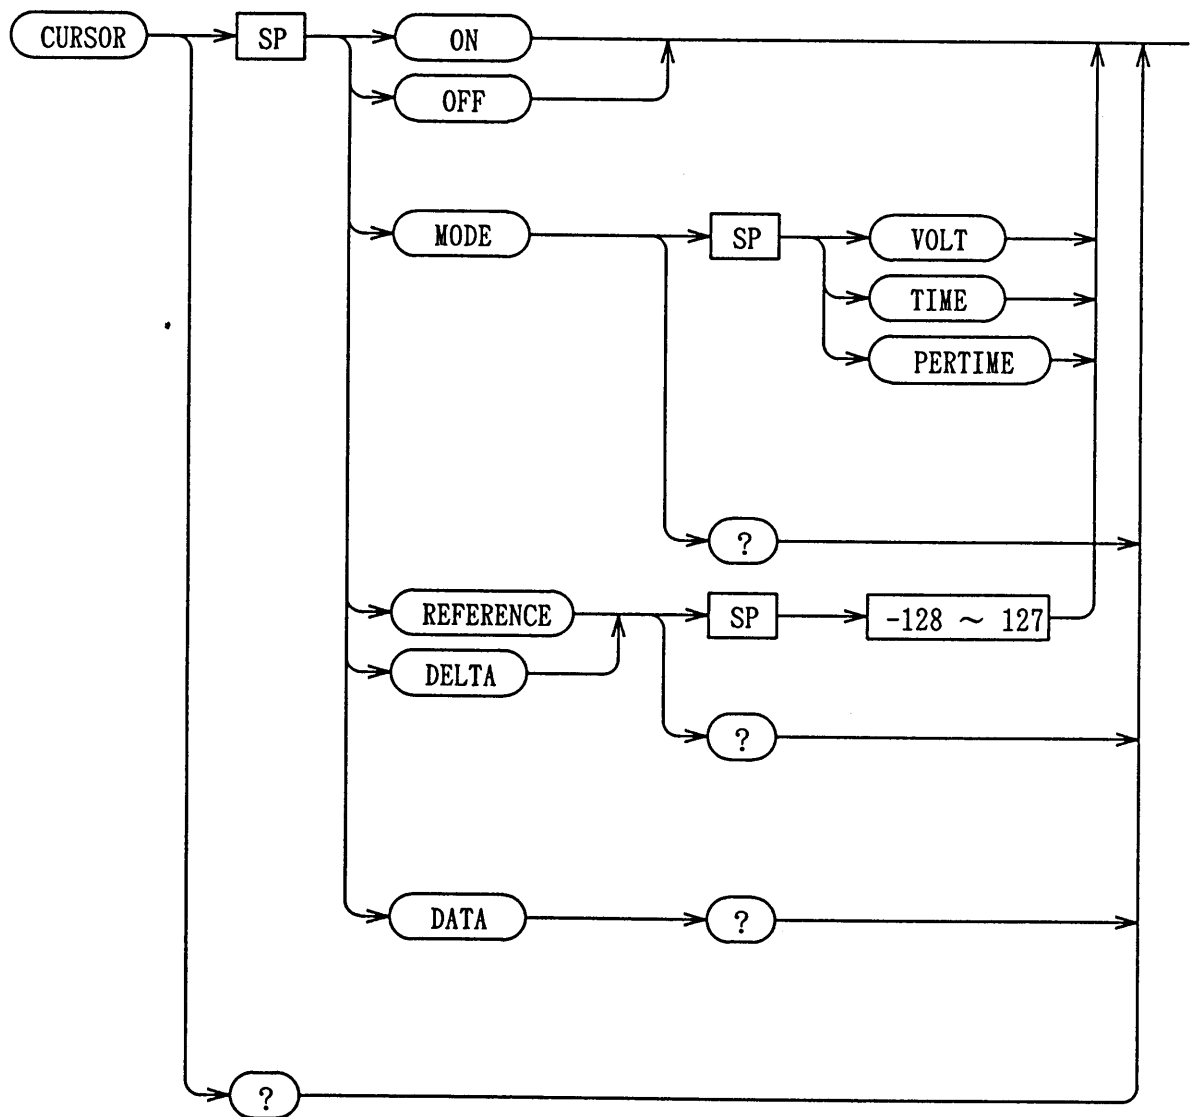 CURSOR SP ON
OFF
MODE SP VOLT
TIME
PERTIME
?
REFERENCE SP -128 ~ 127
DELTA
?
DATA ?
?